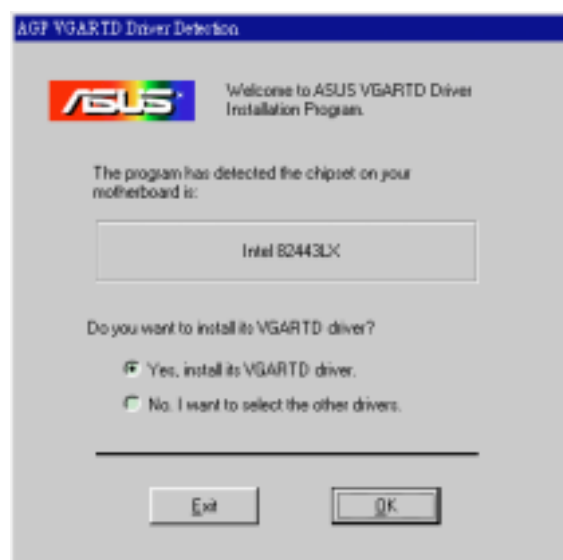 AGP VGARTD Driver Detection
ASUS
Welcome to ASUS VGARTD Driver
Installation Program.
The program has detected the chipset on your
motherboard is:
Intel 82443LX
Do you want to install its VGARTD driver?
Yes, install its VGARTD driver.
No. I want to select the other drivers.
Exit
OK